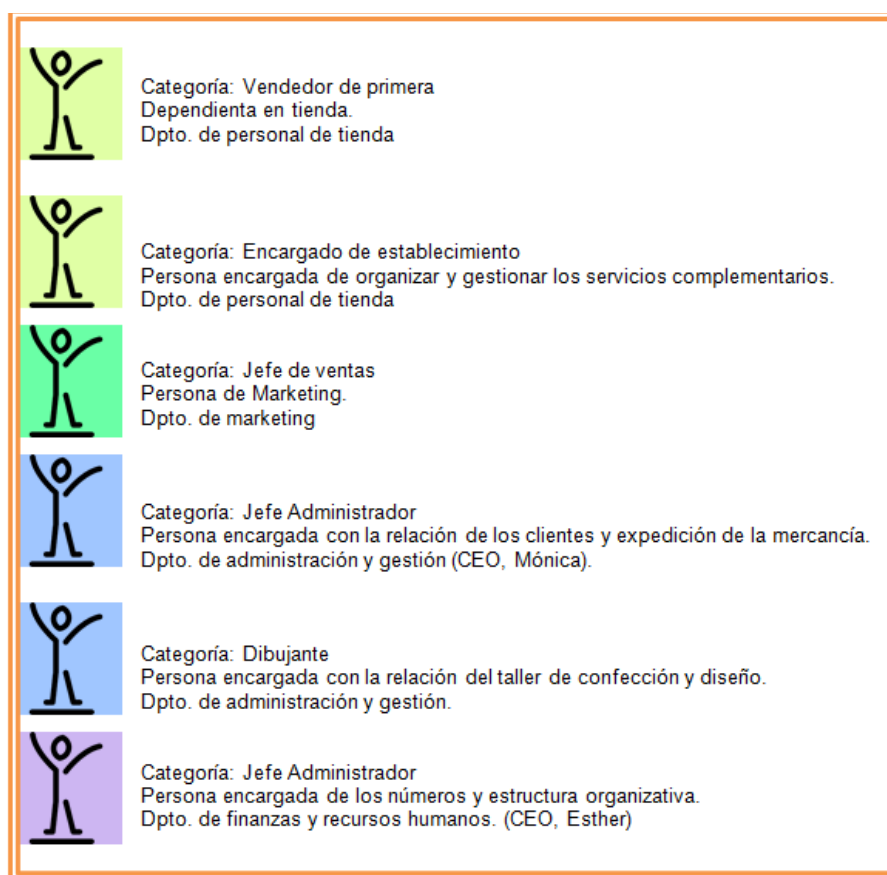 Categoría: Vendedor de primera
Dependienta en tienda.
Dpto. de personal de tienda
Categoría: Encargado de establecimiento
Persona encargada de organizar y gestionar los servicios complementarios.
Dpto. de personal de tienda
Categoría: Jefe de ventas
Persona de Marketing.
Dpto. de marketing
Categoría: Jefe Administrador
Persona encargada con la relación de los clientes y expedición de la mercancía.
Dpto. de administración y gestión (CEO, Mónica).
Categoría: Dibujante
Persona encargada con la relación del taller de confección y diseño.
Dpto. de administración y gestión.
Categoría: Jefe Administrador
Persona encargada de los números y estructura organizativa.
Dpto. de finanzas y recursos humanos. (CEO, Esther)